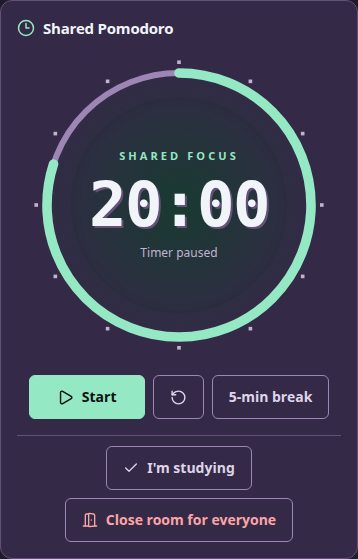 Shared Pomodoro
SHARED FOCUS
20:00
Timer paused
Start
5-min break
I'm studying
Close room for everyone